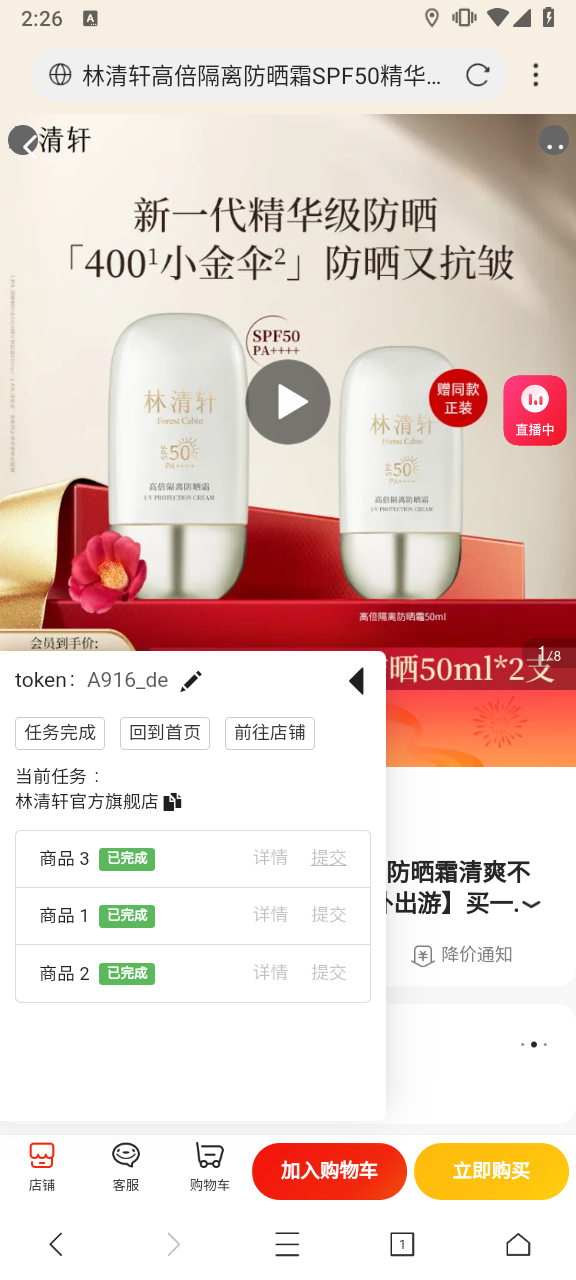 2:26
A
林清轩高倍隔离防晒霜SPF50精华...
清轩
新一代精华级防晒
「400¹小金伞²」防晒又抗皱
SPF50
PA++++
赠同款
正装
直播中
林清轩
Forest Cabin
SPF 50
PA++++
高倍隔离防晒霜
UV PROTECTION CREAM
林清轩
Forest Cabin
SPF 50
PA++++
高倍隔离防晒霜
UV PROTECTION CREAM
高倍隔离防晒霜50ml
会员到手价:
1/8
晒50ml*2支
token: A916_de
任务完成 回到首页 前往店铺
当前任务：
林清轩官方旗舰店
商品 3 已完成 详情 提交
商品 1 已完成 详情 提交
商品 2 已完成 详情 提交
防晒霜清爽不
出游】买一.
降价通知
店铺
客服
购物车
加入购物车
立即购买
1